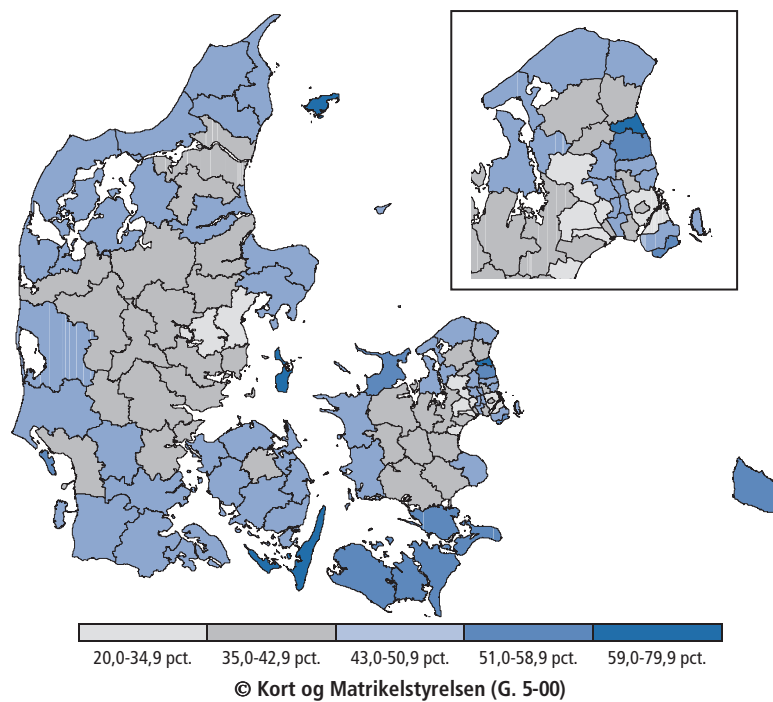 20,0-34,9 pct. 35,0-42,9 pct. 43,0-50,9 pct. 51,0-58,9 pct. 59,0-79,9 pct.
© Kort og Matrikelstyrelsen (G. 5-00)